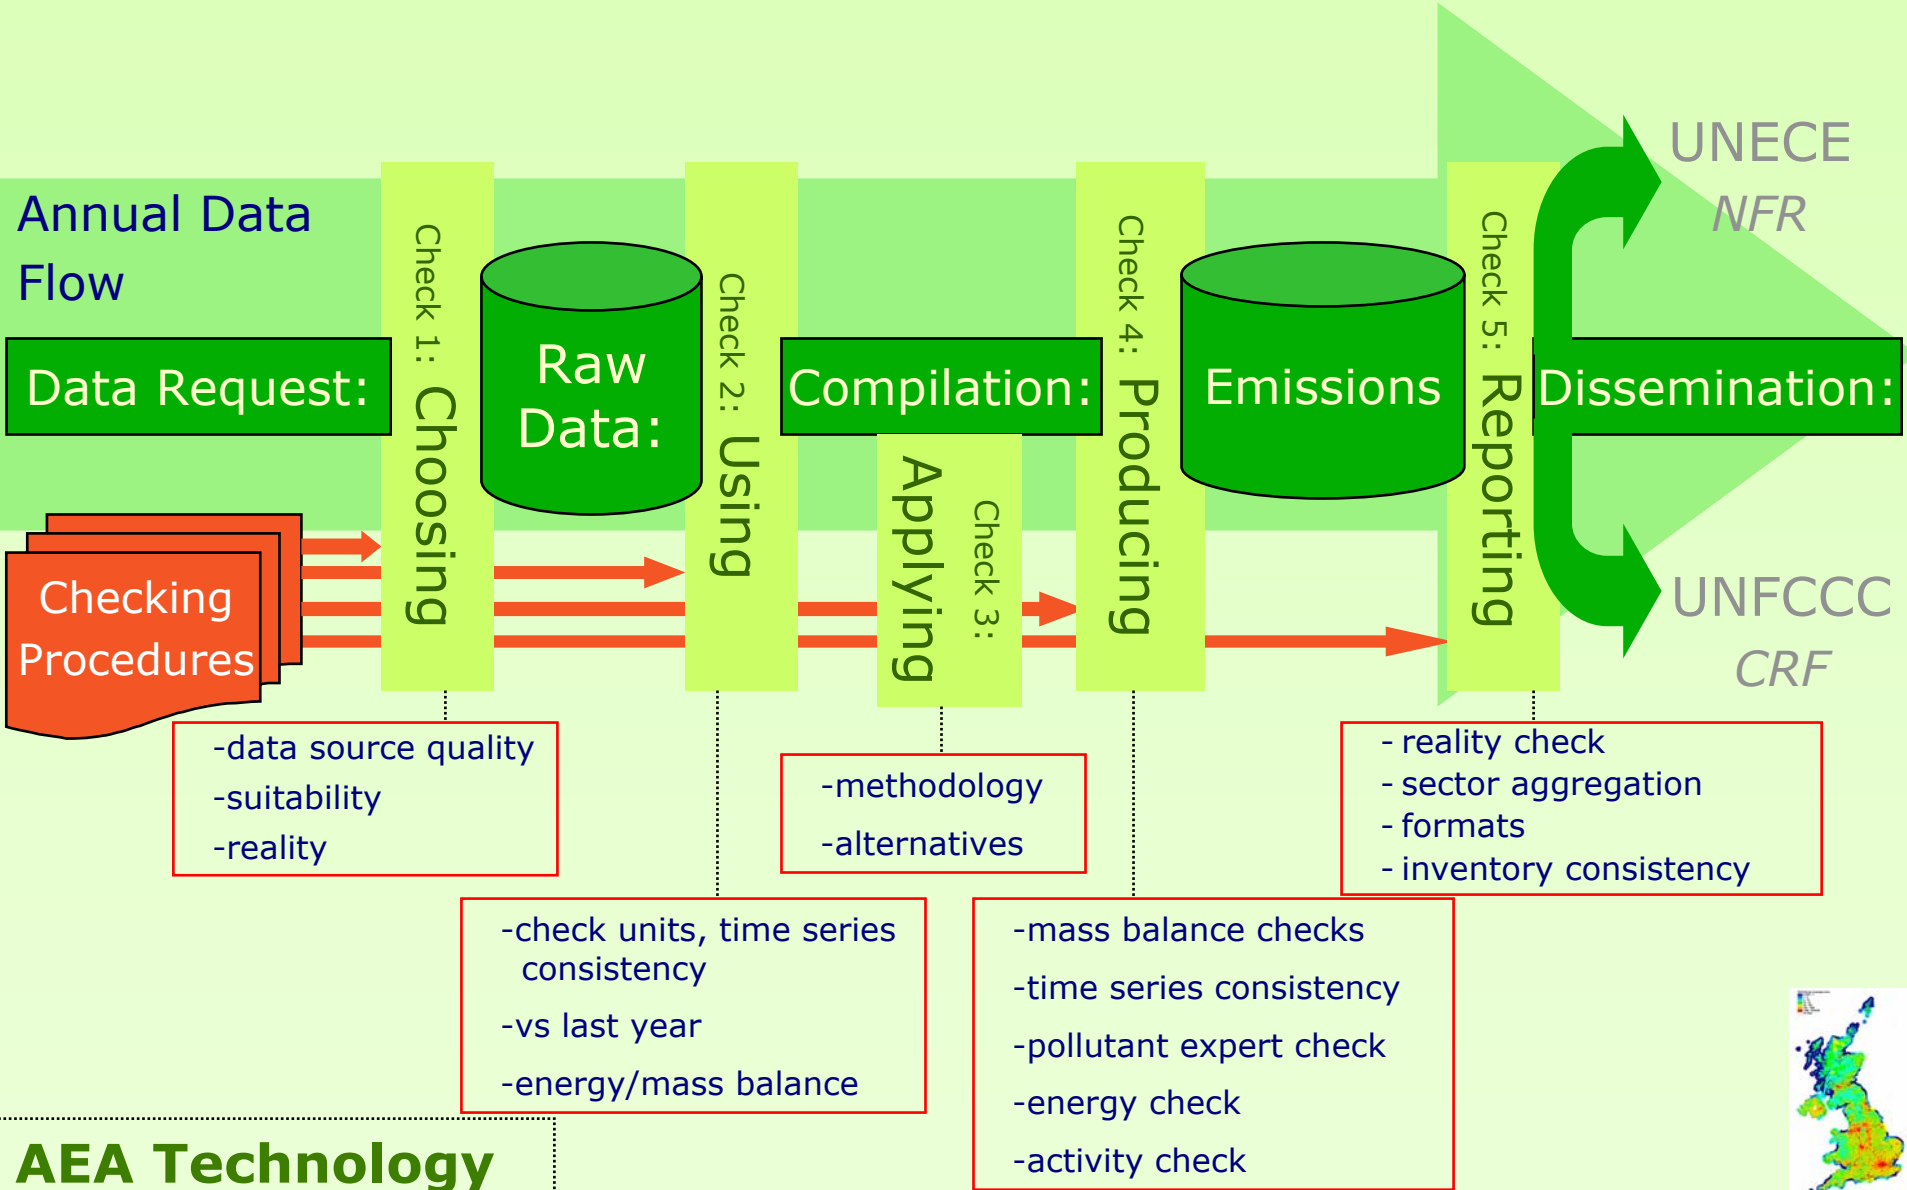 UNECE
NFR
Annual Data
Flow
Check 1: Choosing
Check 2: Using
Check 4: Producing
Check 5: Reporting
Data Request:
Raw
Data:
Compilation:
Emissions
Dissemination:
Check 3:
Applying
Checking
Procedures
UNFCCC
CRF
-data source quality
-suitability
-reality
-methodology
-alternatives
- reality check
- sector aggregation
- formats
- inventory consistency
-check units, time series
consistency
-vs last year
-energy/mass balance
-mass balance checks
-time series consistency
-pollutant expert check
-energy check
-activity check
AEA Technology